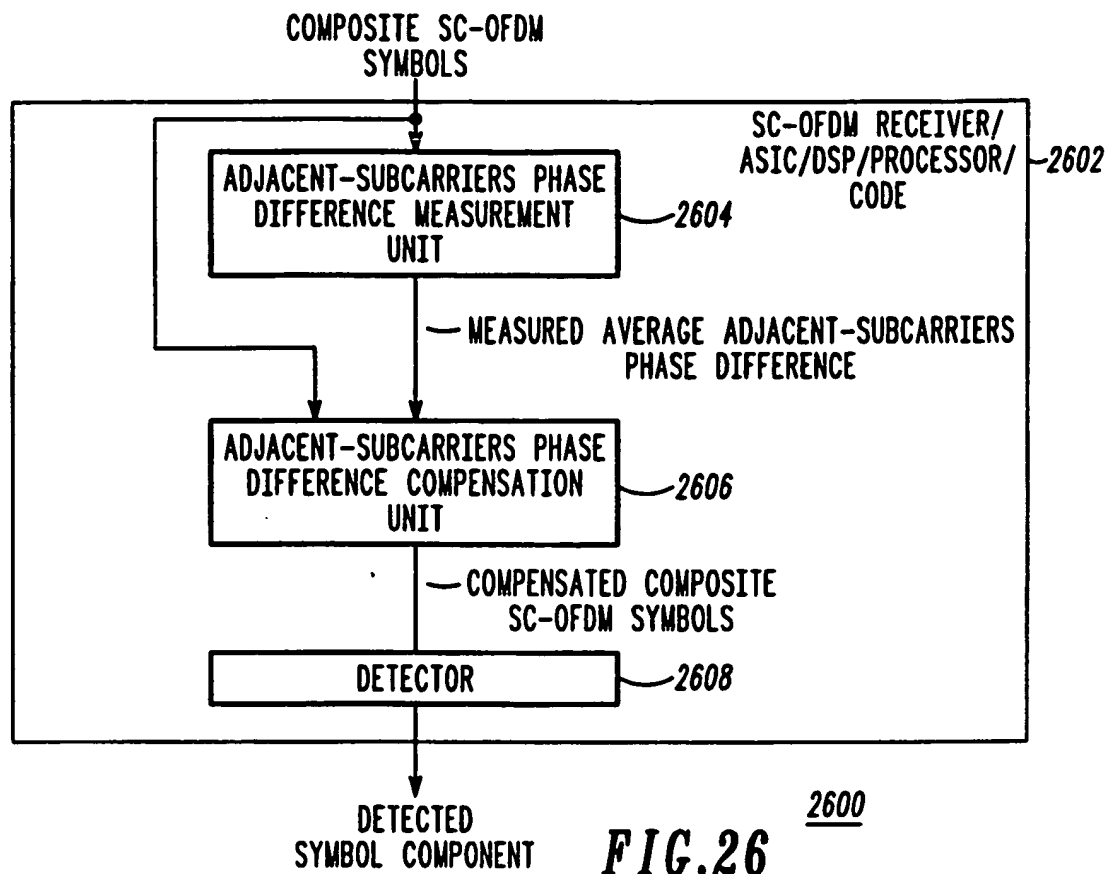 COMPOSITE SC-OFDM
SYMBOLS
SC-OFDM RECEIVER/
ASIC/DSP/PROCESSOR/
CODE
2602
ADJACENT-SUBCARRIERS PHASE
DIFFERENCE MEASUREMENT
UNIT
2604
MEASURED AVERAGE ADJACENT-SUBCARRIERS
PHASE DIFFERENCE
ADJACENT-SUBCARRIERS PHASE
DIFFERENCE COMPENSATION
UNIT
2606
COMPENSATED COMPOSITE
SC-OFDM SYMBOLS
DETECTOR
2608
DETECTED
SYMBOL COMPONENT
2600
FIG.26